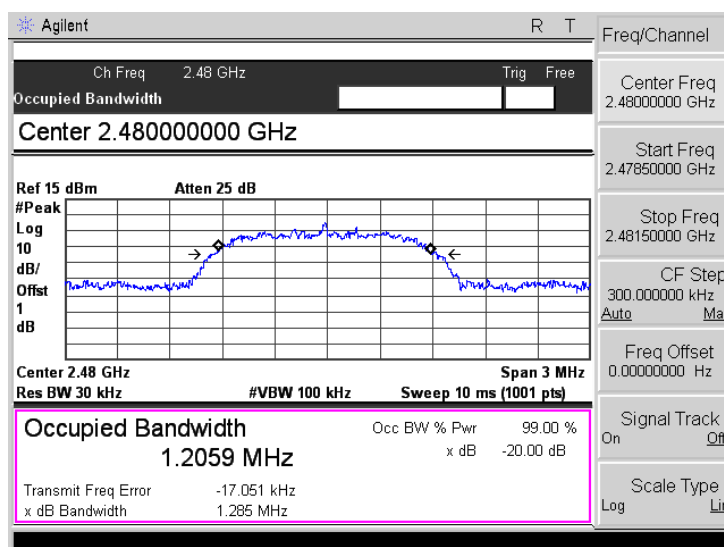 Agilent R T
Ch Freq 2.48 GHz Trig Free
Occupied Bandwidth
Center 2.480000000 GHz
Ref 15 dBm Atten 25 dB
#Peak
Log
10
dB/
Offst
1
dB
Center 2.48 GHz Span 3 MHz
Res BW 30 kHz #VBW 100 kHz Sweep 10 ms (1001 pts)
Occupied Bandwidth
1.2059 MHz
Occ BW % Pwr 99.00 %
x dB -20.00 dB
Transmit Freq Error -17.051 kHz
x dB Bandwidth 1.285 MHz
Freq/Channel
Center Freq
2.48000000 GHz
Start Freq
2.47850000 GHz
Stop Freq
2.48150000 GHz
CF Step
300.000000 kHz
Auto Ma
Freq Offset
0.00000000 Hz
Signal Track
On Off
Scale Type
Log Lin